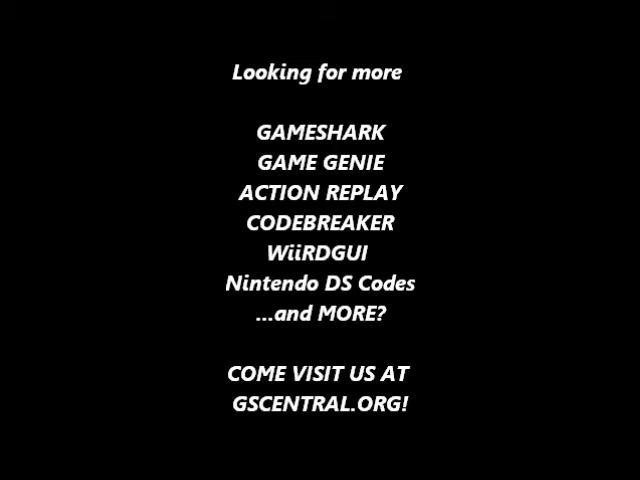 Looking for more
GAMESHARK
GAME GENIE
ACTION REPLAY
CODEBREAKER
WiiRDGUI
Nintendo DS Codes
...and MORE?
COME VISIT US AT
GSCENTRAL.ORG!